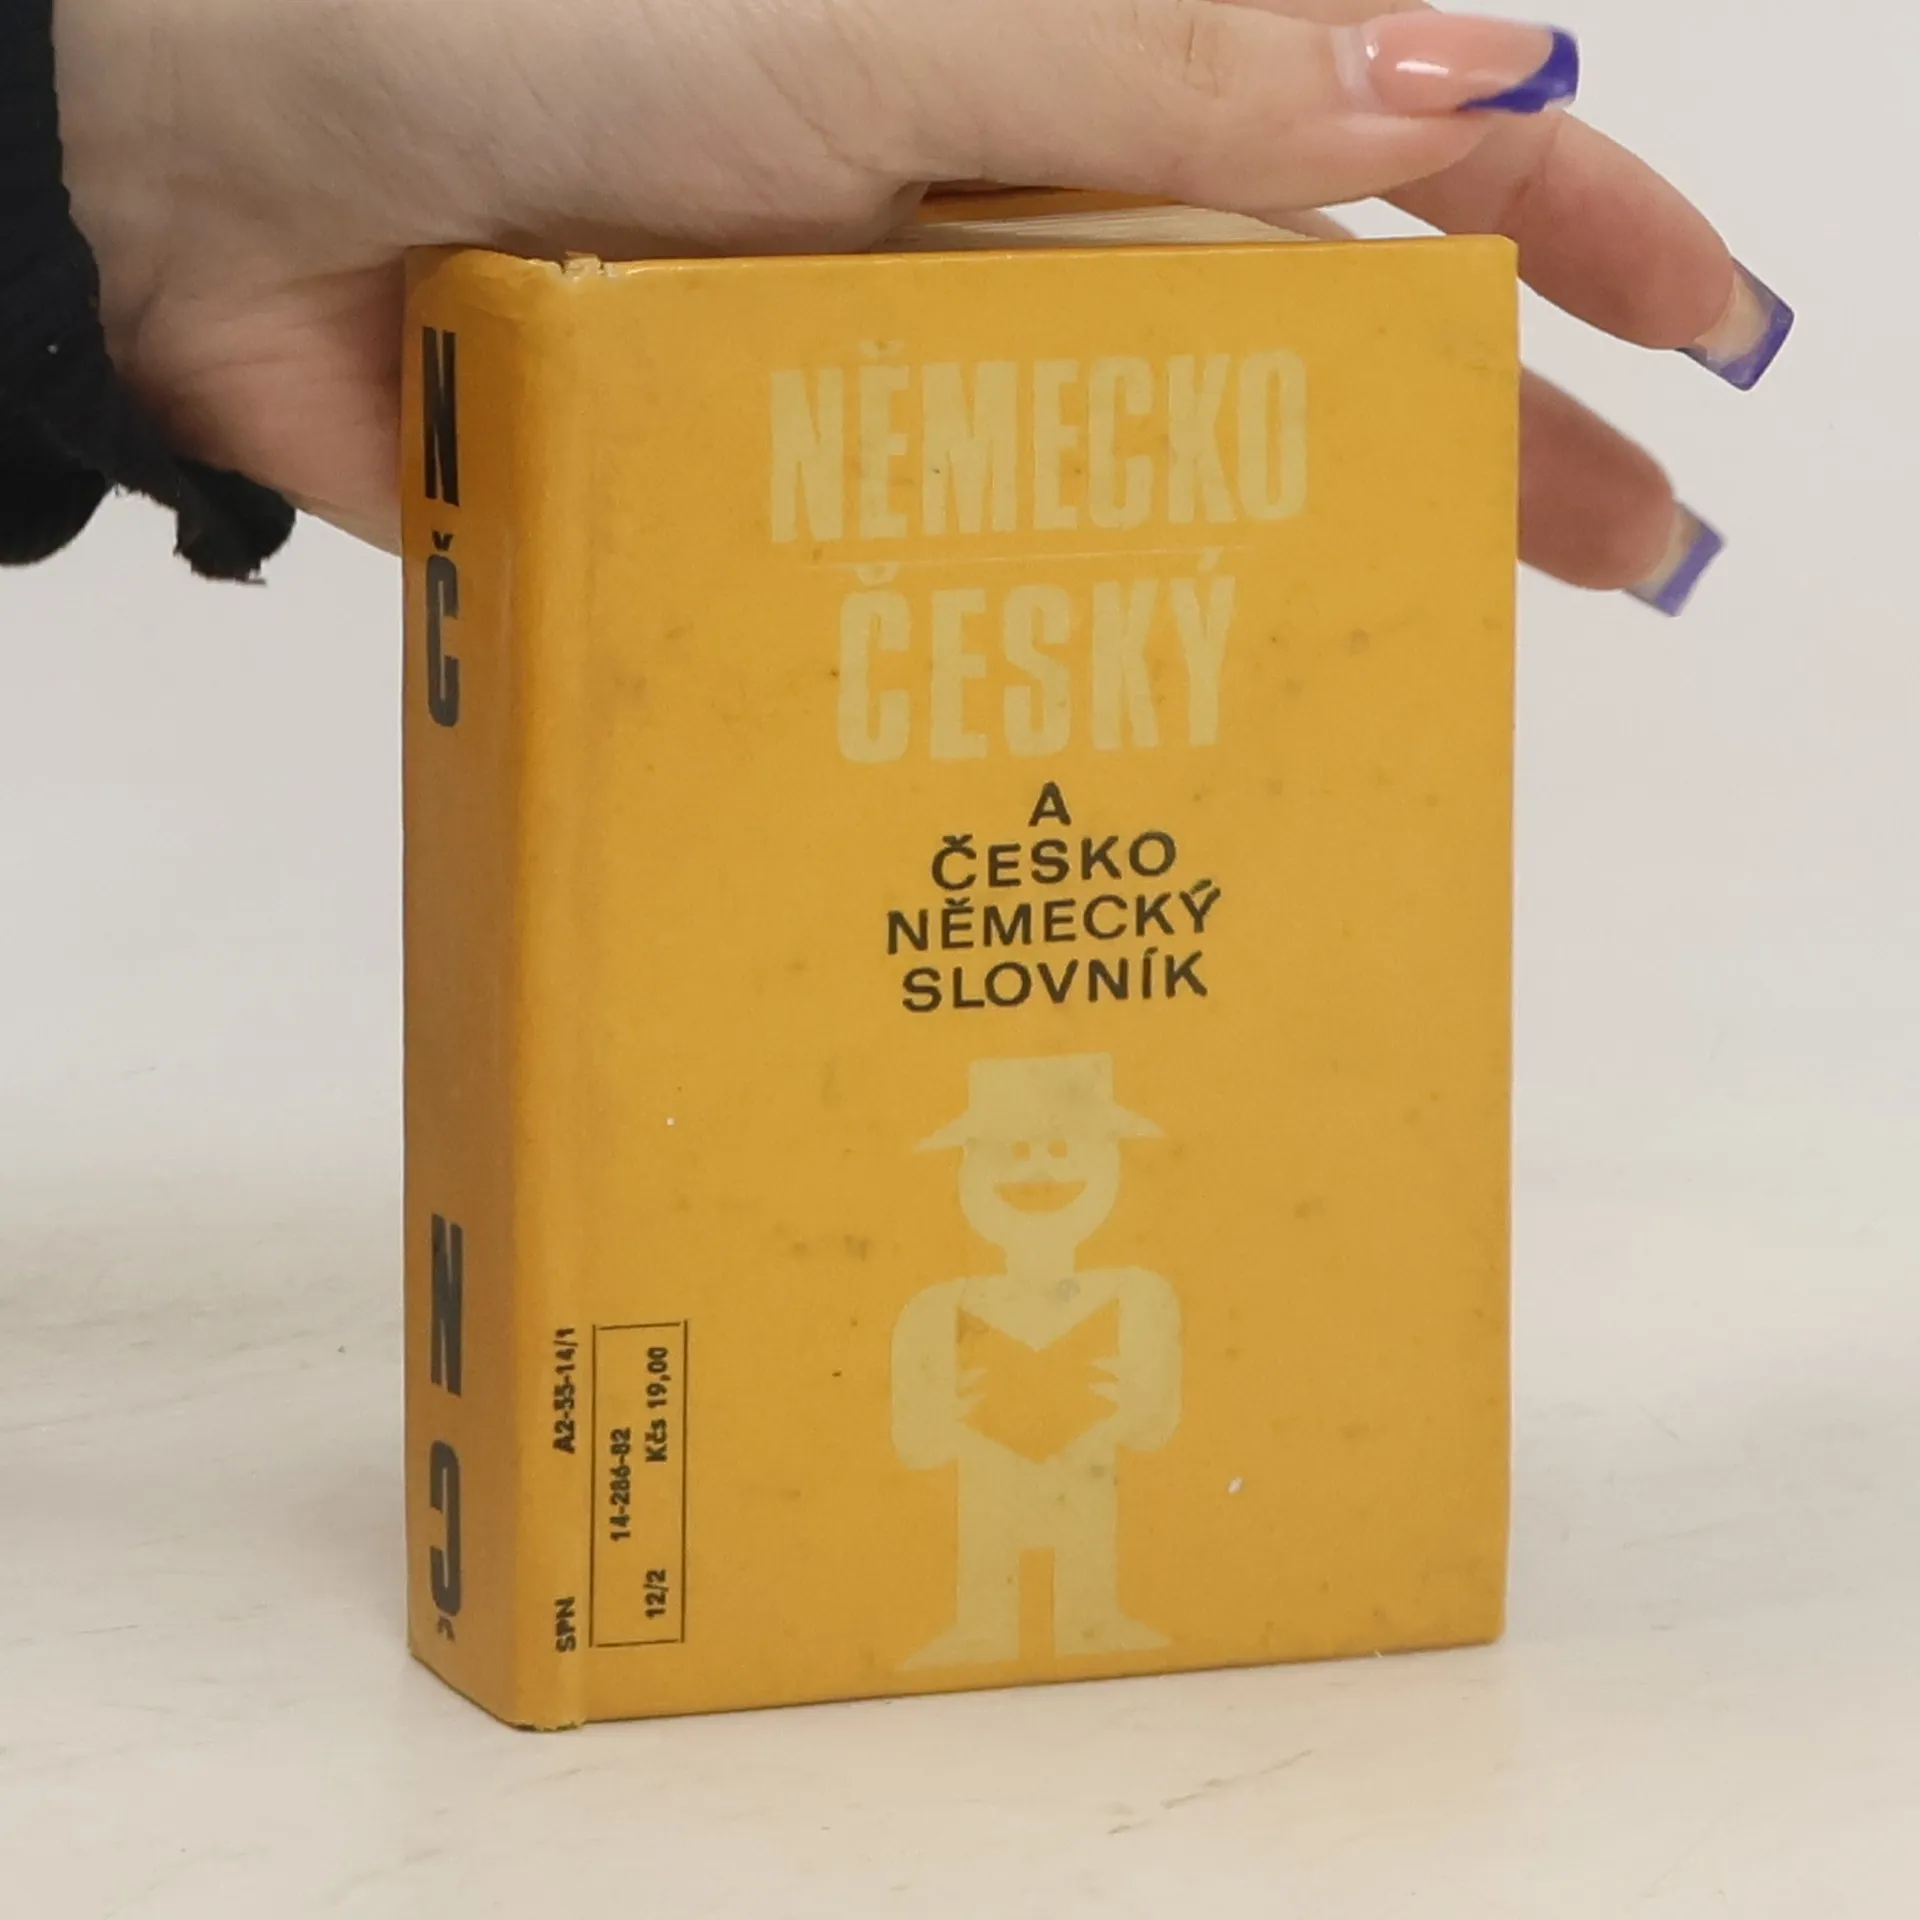 NĚMECKO
ČESKÝ
A
ČESKO
NĚMECKÝ
SLOVNÍK
N Č
Č N
SPN A2-55-14/1
14-286-82
12/2 Kčs 19,00